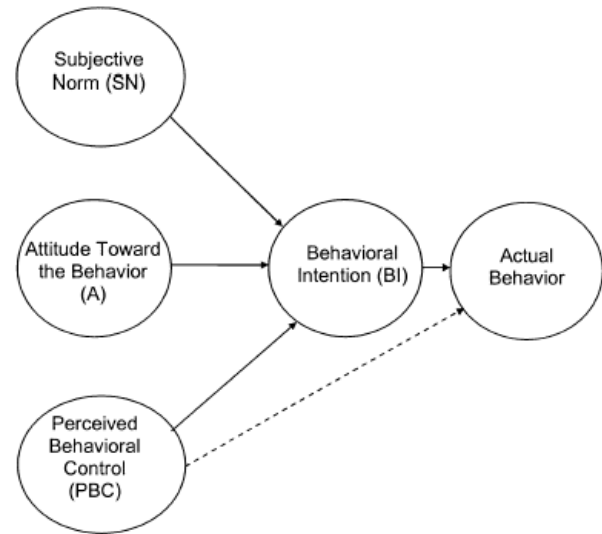 Subjective
Norm (SN)
Attitude Toward
the Behavior
(A)
Behavioral
Intention (BI)
Actual
Behavior
Perceived
Behavioral
Control
(PBC)